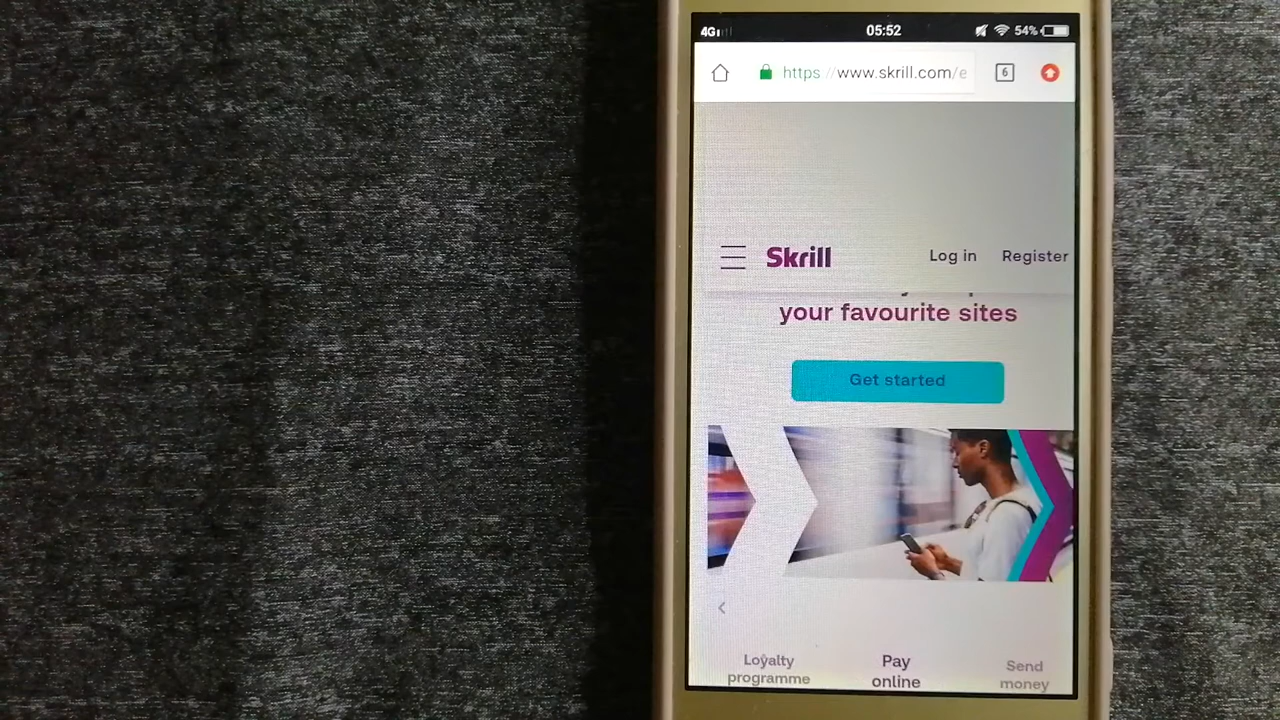 4G 05:52 54%
https://www.skrill.com/e 6
Skrill Log in Register
your favourite sites
Get started
Loyalty programme
Pay online
Send money